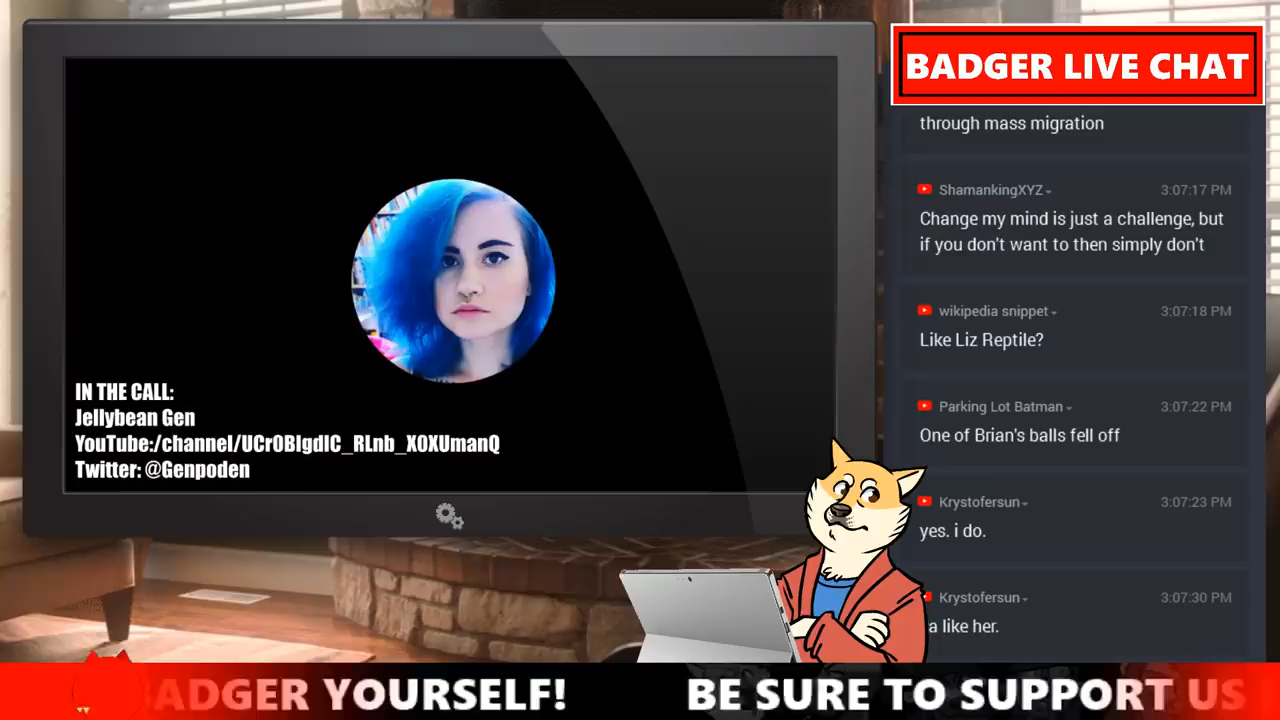 BADGER LIVE CHAT
through mass migration
ShamankingXYZ
3:07:17 PM
Change my mind is just a challenge, but
if you don't want to then simply don't
wikipedia snippet
3:07:18 PM
Like Liz Reptile?
Parking Lot Batman
3:07:22 PM
One of Brian's balls fell off
Krystofersun
3:07:23 PM
yes. i do.
Krystofersun
3:07:30 PM
a like her.
IN THE CALL:
Jellybean Gen
YouTube:/channel/UCrOBIgdIC_RLnb_XOXUmanQ
Twitter: @Genpoden
BADGER YOURSELF! BE SURE TO SUPPORT US